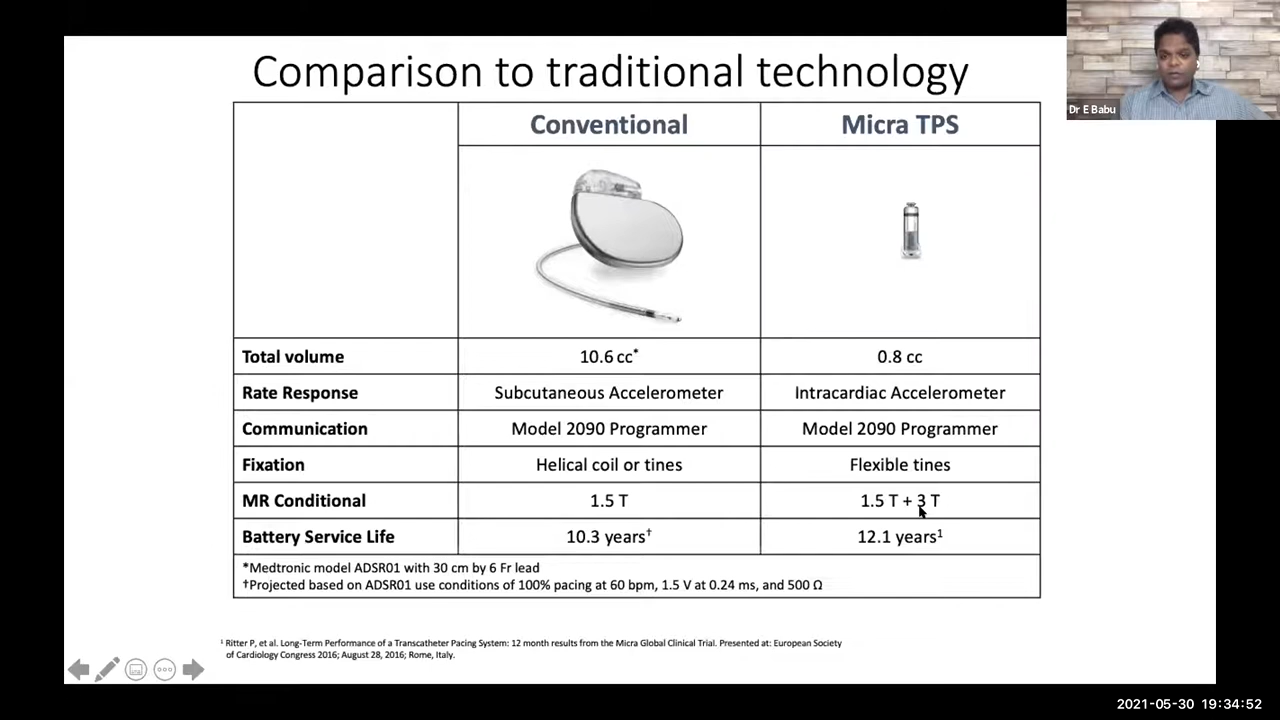 Comparison to traditional technology
Dr E Babu
Conventional Micra TPS
Total volume 10.6 cc* 0.8 cc
Rate Response Subcutaneous Accelerometer Intracardiac Accelerometer
Communication Model 2090 Programmer Model 2090 Programmer
Fixation Helical coil or tines Flexible tines
MR Conditional 1.5 T 1.5 T + 3 T
Battery Service Life 10.3 years† 12.1 years¹
*Medtronic model ADSR01 with 30 cm by 6 Fr lead
†Projected based on ADSR01 use conditions of 100% pacing at 60 bpm, 1.5 V at 0.24 ms, and 500 Ω
¹ Ritter P, et al. Long-Term Performance of a Transcatheter Pacing System: 12 month results from the Micra Global Clinical Trial. Presented at: European Society
of Cardiology Congress 2016; August 28, 2016; Rome, Italy.
2021-05-30 19:34:52